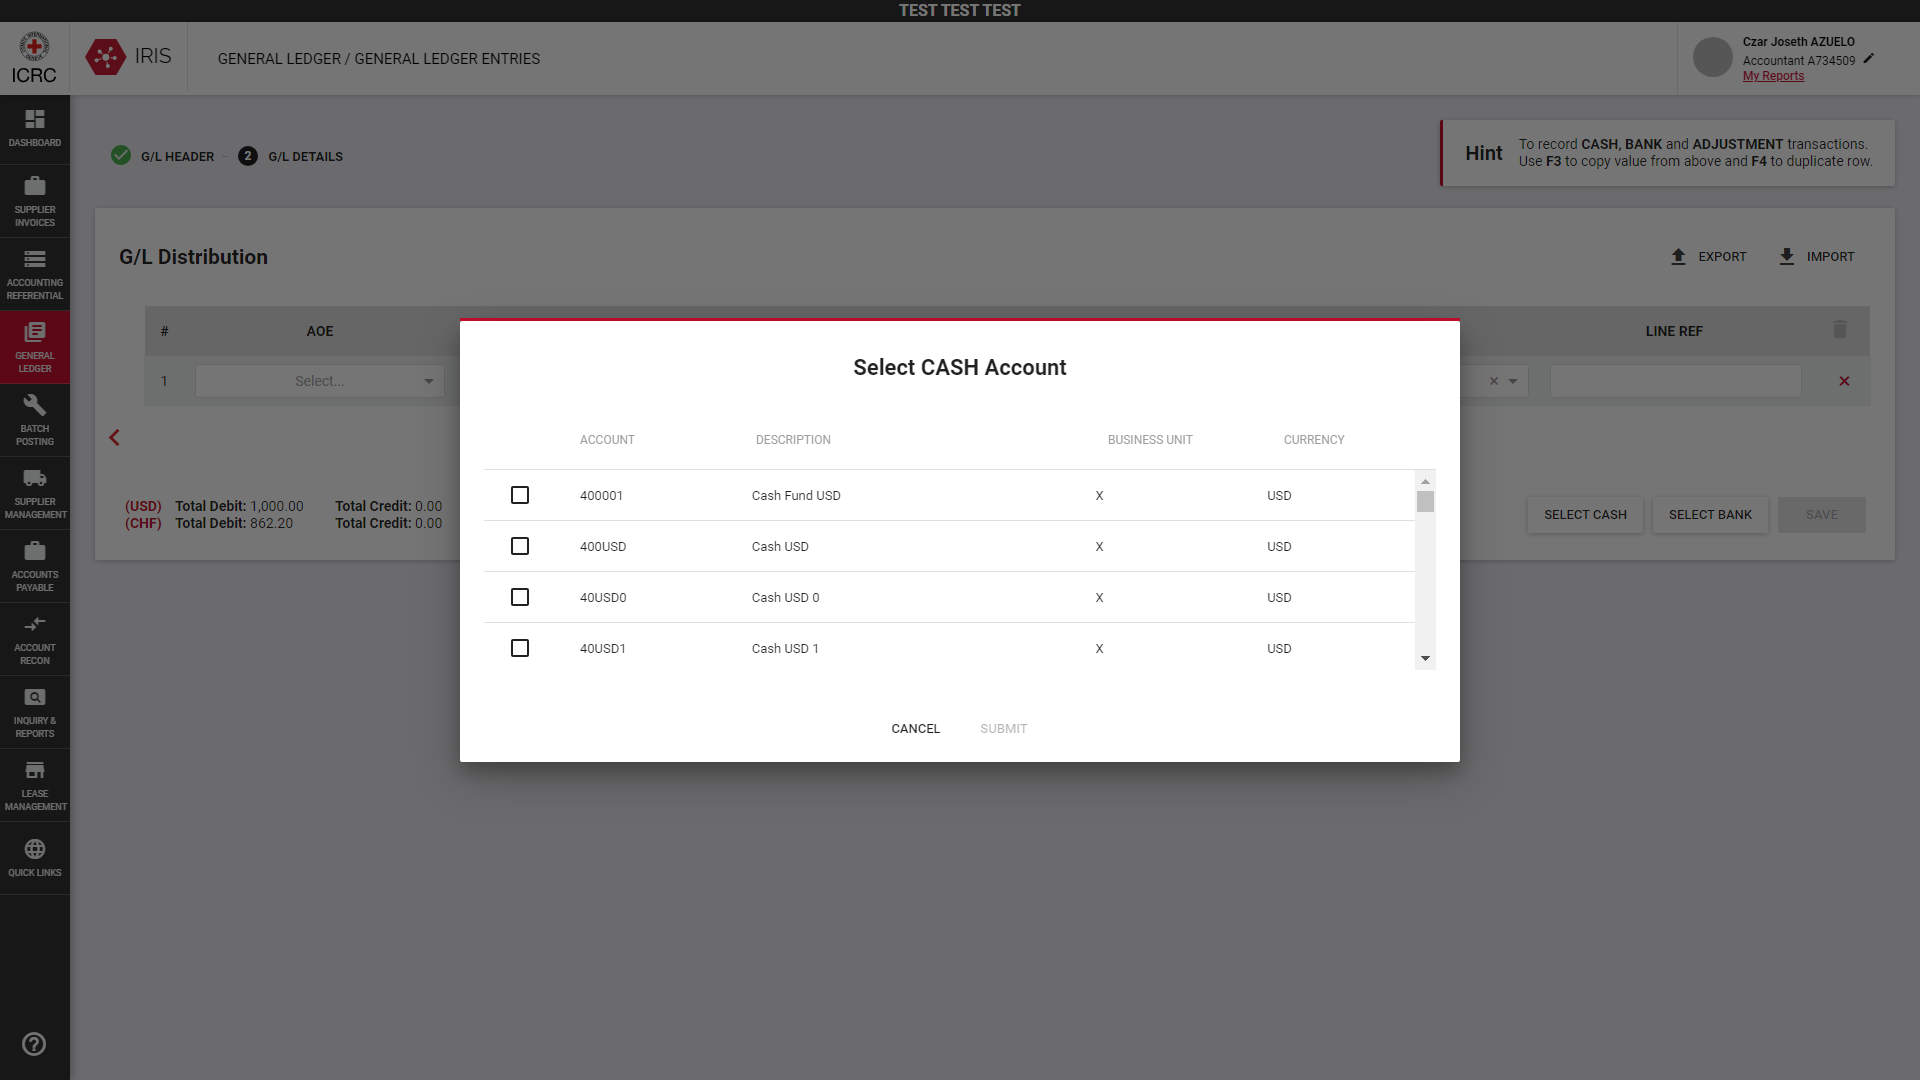 TEST TEST TEST
ICRC
IRIS
GENERAL LEDGER / GENERAL LEDGER ENTRIES
Czar Joseth AZUELO
Accountant A734509
My Reports
DASHBOARD
SUPPLIER
INVOICES
ACCOUNTING
REFERENTIAL
GENERAL
LEDGER
BATCH
POSTING
SUPPLIER
MANAGEMENT
ACCOUNTS
PAYABLE
ACCOUNT
RECON
INQUIRY &
REPORTS
LEASE
MANAGEMENT
QUICK LINKS
G/L HEADER
2 G/L DETAILS
Hint
To record CASH, BANK and ADJUSTMENT transactions.
Use F3 to copy value from above and F4 to duplicate row.
G/L Distribution
EXPORT
IMPORT
# AOE LINE REF
1 Select...
(USD) Total Debit: 1,000.00 Total Credit: 0.00
(CHF) Total Debit: 862.20 Total Credit: 0.00
SELECT CASH SELECT BANK SAVE
Select CASH Account
ACCOUNT DESCRIPTION BUSINESS UNIT CURRENCY
400001 Cash Fund USD X USD
400USD Cash USD X USD
40USD0 Cash USD 0 X USD
40USD1 Cash USD 1 X USD
CANCEL SUBMIT